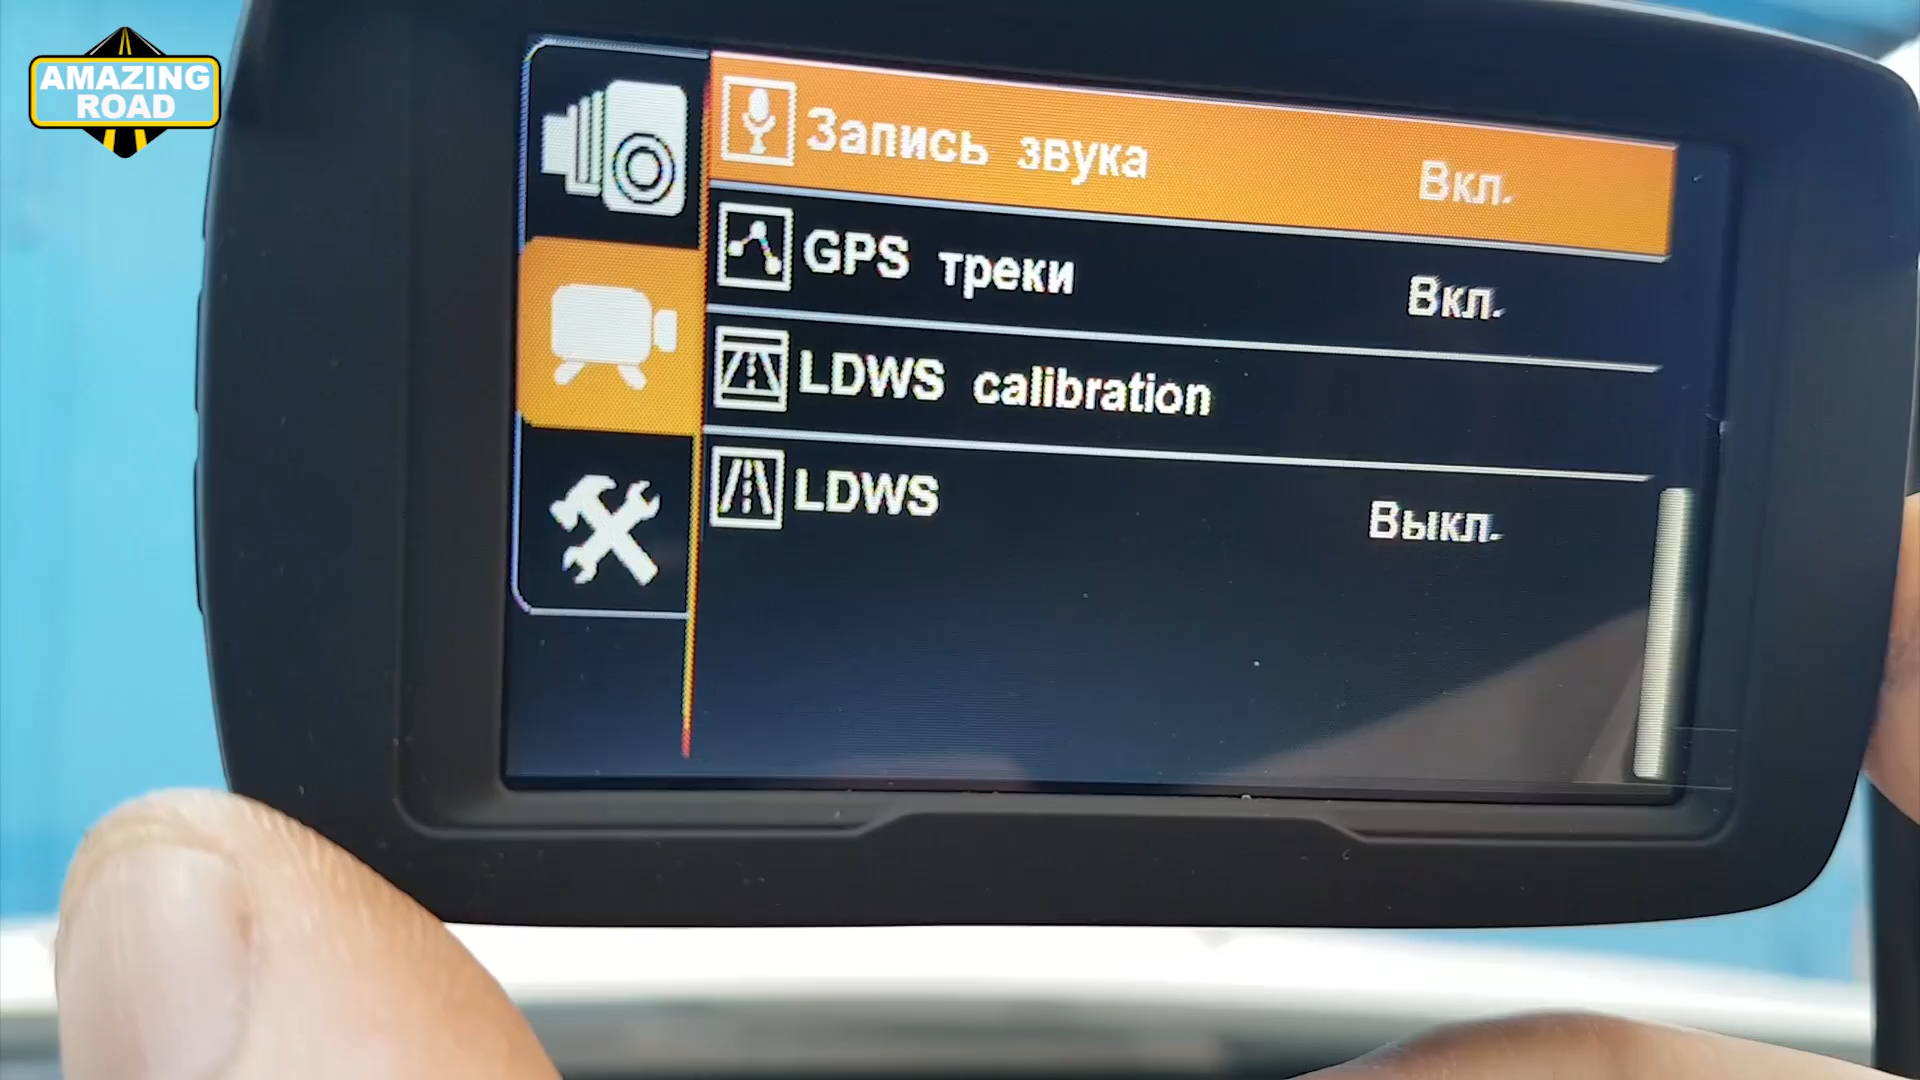 AMAZING
ROAD
Запись звука Вкл.
GPS треки Вкл.
LDWS calibration
LDWS Выкл.